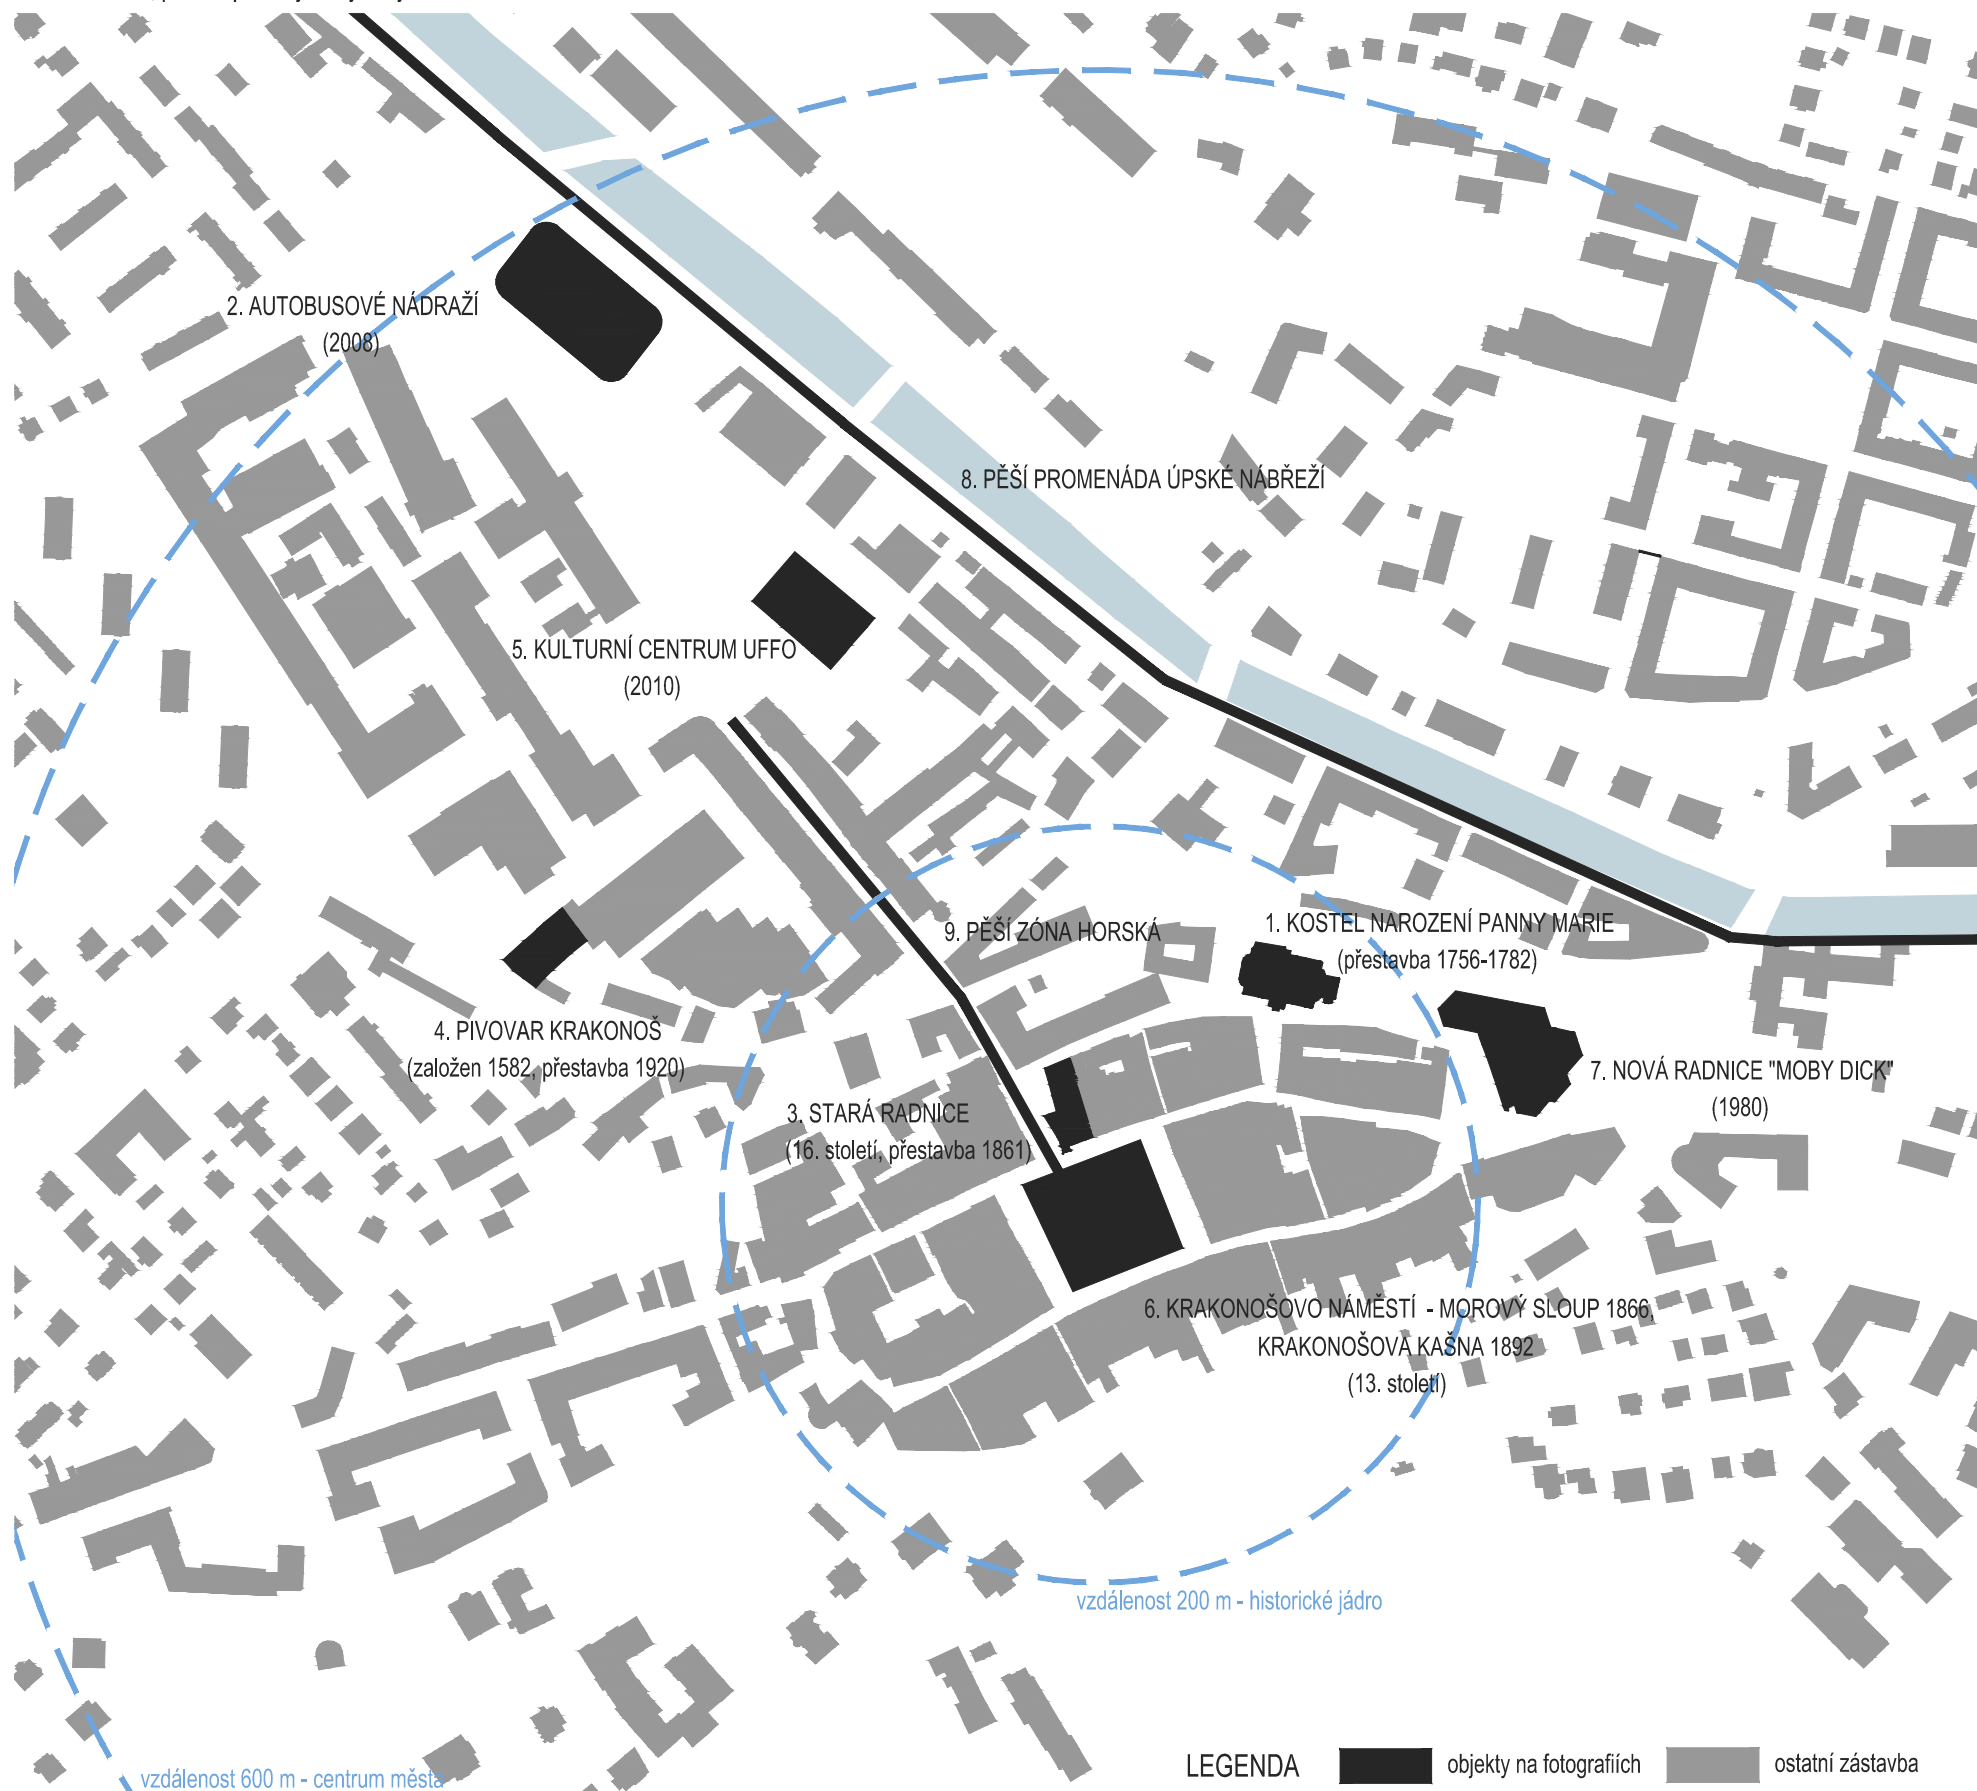 2. AUTOBUSOVÉ NÁDRAŽÍ
(2008)
8. PĚŠÍ PROMENÁDA ÚPSKÉ NÁBŘEŽÍ
5. KULTURNÍ CENTRUM UFFO
(2010)
9. PĚŠÍ ZÓNA HORSKÁ
1. KOSTEL NAROZENÍ PANNY MARIE
(přestavba 1756-1782)
4. PIVOVAR KRAKONOŠ
(založen 1582, přestavba 1920)
7. NOVÁ RADNICE "MOBY DICK"
(1980)
3. STARÁ RADNICE
(16. století, přestavba 1861)
6. KRAKONOŠOVO NÁMĚSTÍ - MOROVÝ SLOUP 1866,
KRAKONOŠOVA KAŠNA 1892
(13. století)
vzdálenost 200 m - historické jádro
vzdálenost 600 m - centrum města
LEGENDA
objekty na fotografiích
ostatní zástavba